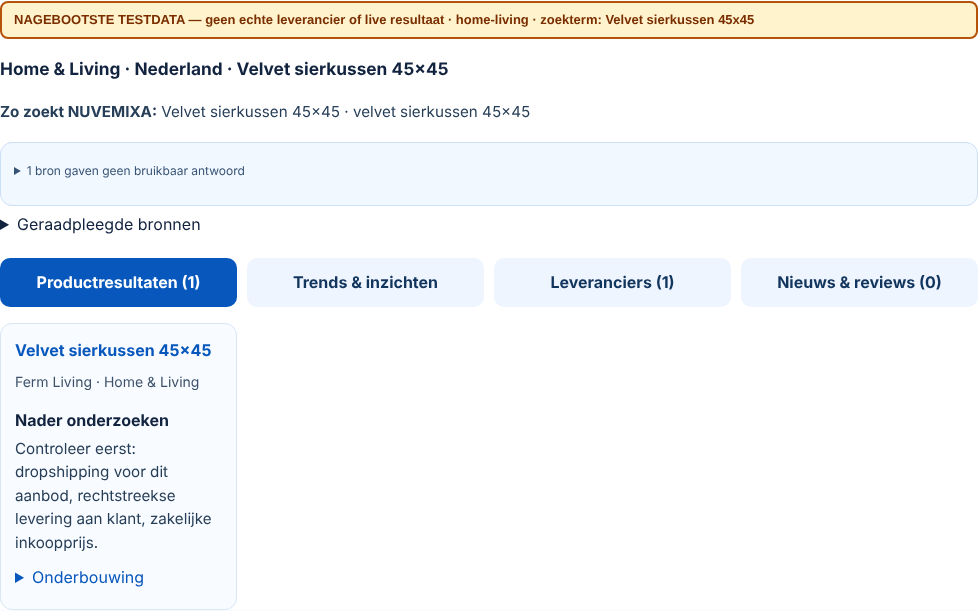 NAGEBOOTSTE TESTDATA — geen echte leverancier of live resultaat · home-living · zoekterm: Velvet sierkussen 45x45
Home & Living · Nederland · Velvet sierkussen 45×45
Zo zoekt NUVEMIXA: Velvet sierkussen 45×45 · velvet sierkussen 45×45
▶ 1 bron gaven geen bruikbaar antwoord
▶ Geraadpleegde bronnen
Productresultaten (1)
Trends & inzichten
Leveranciers (1)
Nieuws & reviews (0)
Velvet sierkussen 45×45
Ferm Living · Home & Living
Nader onderzoeken
Controleer eerst:
dropshipping voor dit
aanbod, rechtstreekse
levering aan klant, zakelijke
inkoopprijs.
▶ Onderbouwing